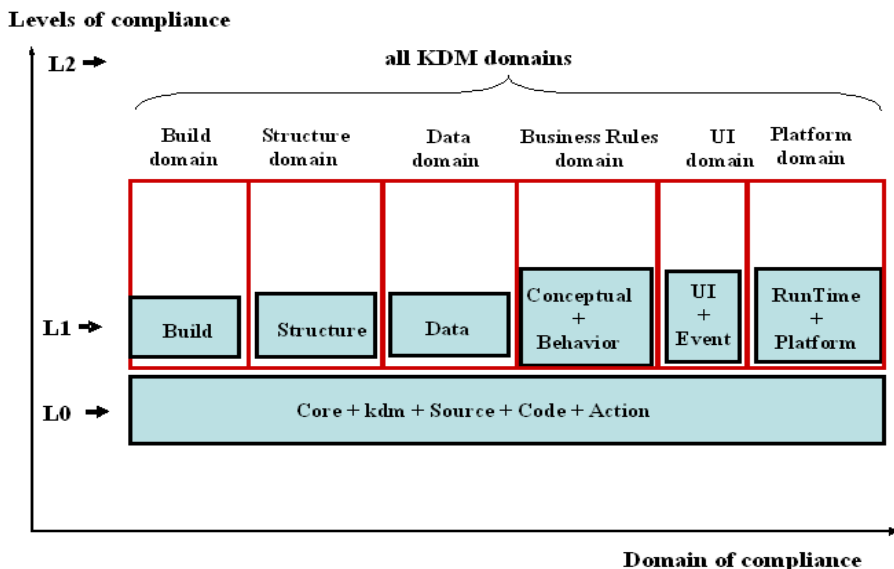 Levels of compliance
L2
all KDM domains
Build
domain
Structure
domain
Data
domain
Business Rules
domain
UI
domain
Platform
domain
L1
Build
Structure
Data
Conceptual
+
Behavior
UI
+
Event
RunTime
+
Platform
L0
Core + kdm + Source + Code + Action
Domain of compliance